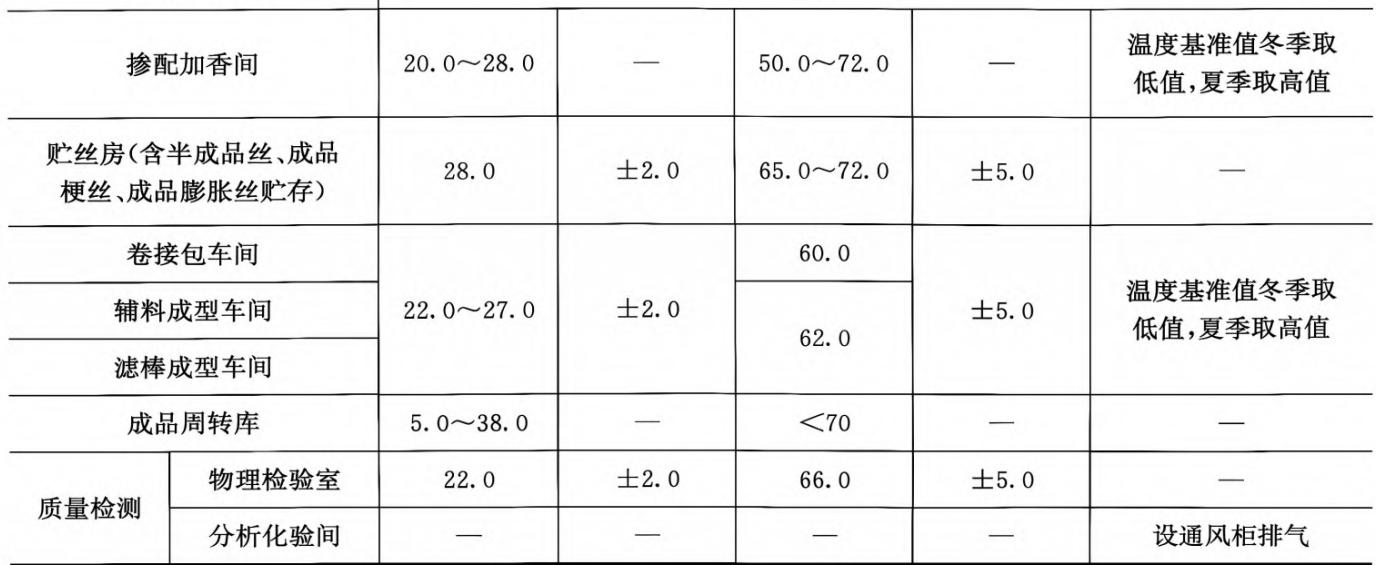 掺配加香间 20.0～28.0 — 50.0～72.0 — 温度基准值冬季取
低值,夏季取高值
贮丝房(含半成品丝、成品
梗丝、成品膨胀丝贮存) 28.0 ±2.0 65.0～72.0 ±5.0 —
卷接包车间 60.0
辅料成型车间 22.0～27.0 ±2.0 62.0 ±5.0 温度基准值冬季取
低值,夏季取高值
滤棒成型车间
成品周转库 5.0～38.0 — <70 — —
质量检测 物理检验室 22.0 ±2.0 66.0 ±5.0 —
分析化验间 — — — — 设通风柜排气